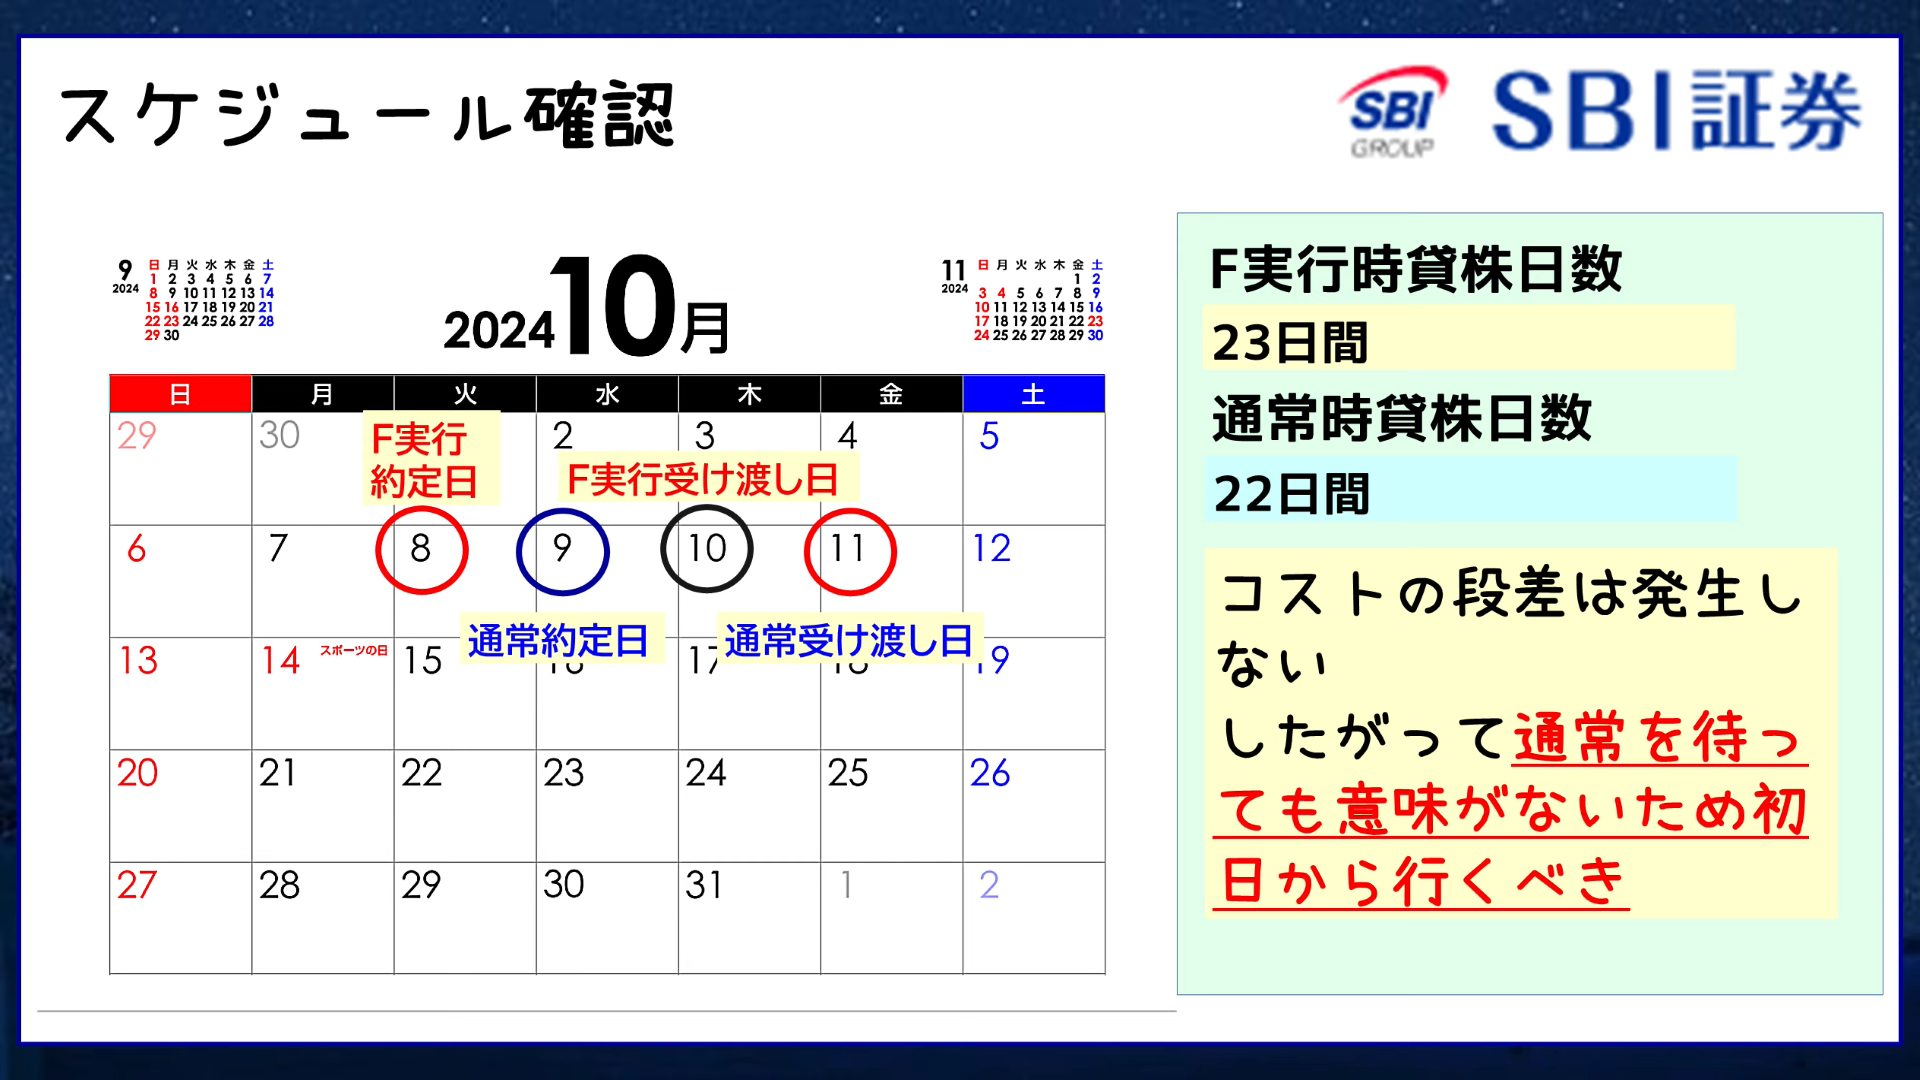 スケジュール確認
SBI
GROUP
SBI証券
9
2024
日 月 火 水 木 金 土
1 2 3 4 5 6 7
8 9 10 11 12 13 14
15 16 17 18 19 20 21
22 23 24 25 26 27 28
29 30
2024 10月
11
2024
日 月 火 水 木 金 土
1 2
3 4 5 6 7 8 9
10 11 12 13 14 15 16
17 18 19 20 21 22 23
24 25 26 27 28 29 30
日 月 火 水 木 金 土
29 30 2 3 4 5
F実行
約定日
F実行受け渡し日
6 7 8 9 10 11 12
通常約定日
通常受け渡し日
13 14 スポーツの日 15 16 17 18 19
20 21 22 23 24 25 26
27 28 29 30 31 1 2
F実行時貸株日数
23日間
通常時貸株日数
22日間
コストの段差は発生し
ない
したがって通常を待っ
ても意味がないため初
日から行くべき